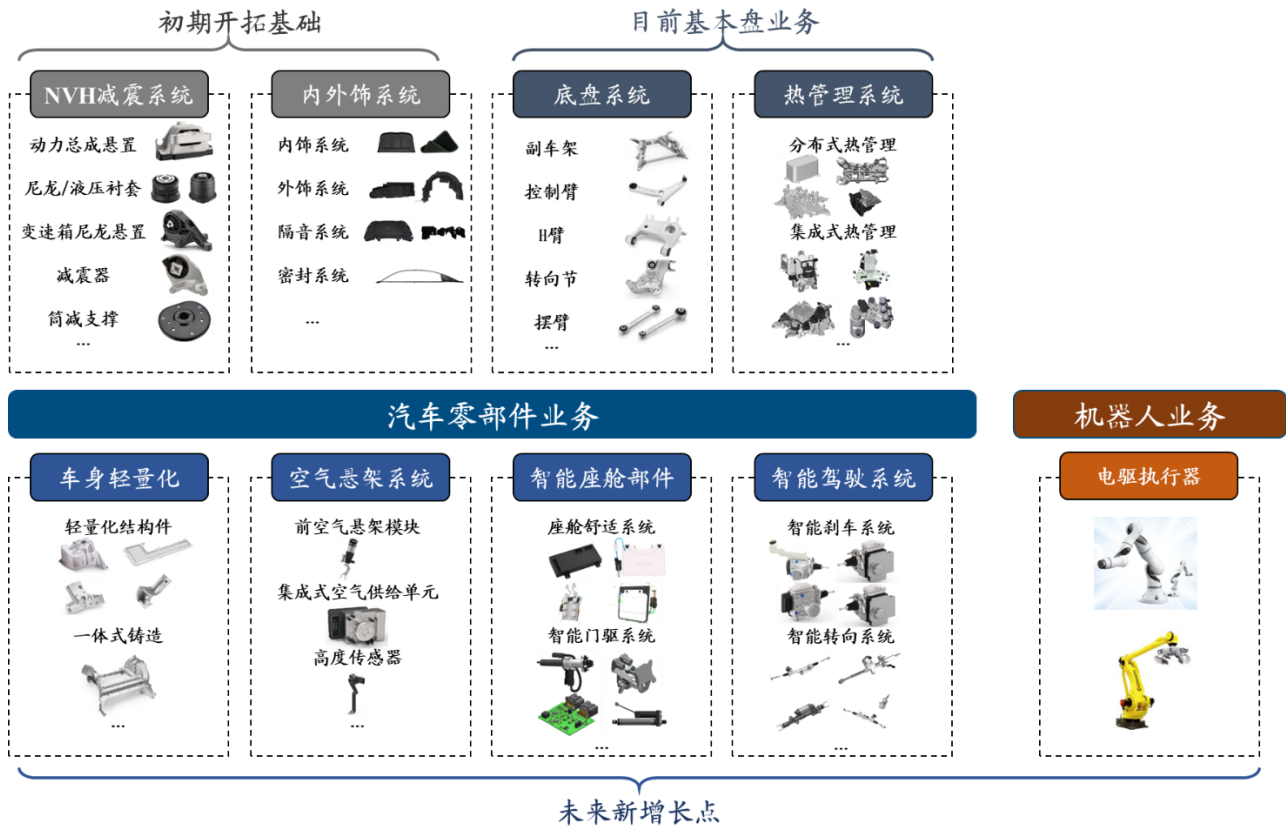 初期开拓基础
目前基本盘业务
NVH减震系统
动力总成悬置
尼龙/液压衬套
变速箱尼龙悬置
减震器
筒减支撑
...
内外饰系统
内饰系统
外饰系统
隔音系统
密封系统
...
底盘系统
副车架
控制臂
H臂
转向节
摆臂
...
热管理系统
分布式热管理
集成式热管理
...
汽车零部件业务
机器人业务
车身轻量化
轻量化结构件
一体式铸造
...
空气悬架系统
前空气悬架模块
集成式空气供给单元
高度传感器
...
智能座舱部件
座舱舒适系统
智能门驱系统
...
智能驾驶系统
智能刹车系统
智能转向系统
...
电驱执行器
未来新增长点